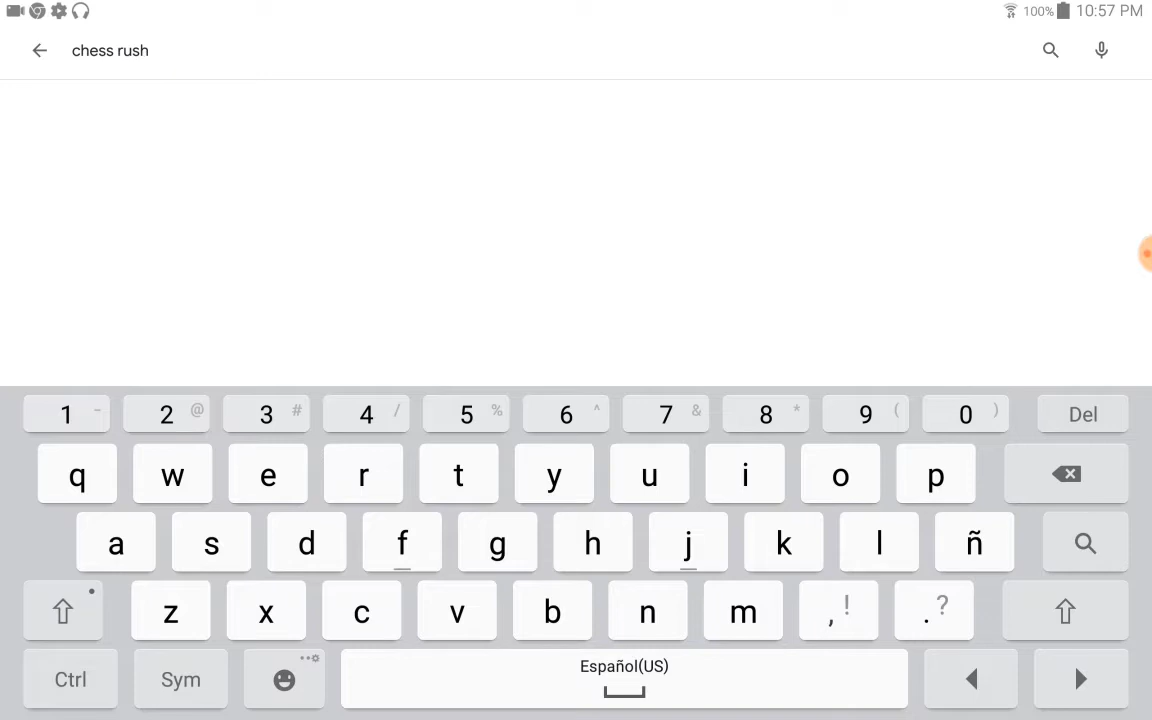 100% 10:57 PM
chess rush
1 - 2 @ 3 # 4 / 5 % 6 ^ 7 & 8 * 9 ( 0 ) Del
q w e r t y u i o p
a s d f g h j k l ñ
z x c v b n m , ! . ?
Ctrl Sym Español(US)